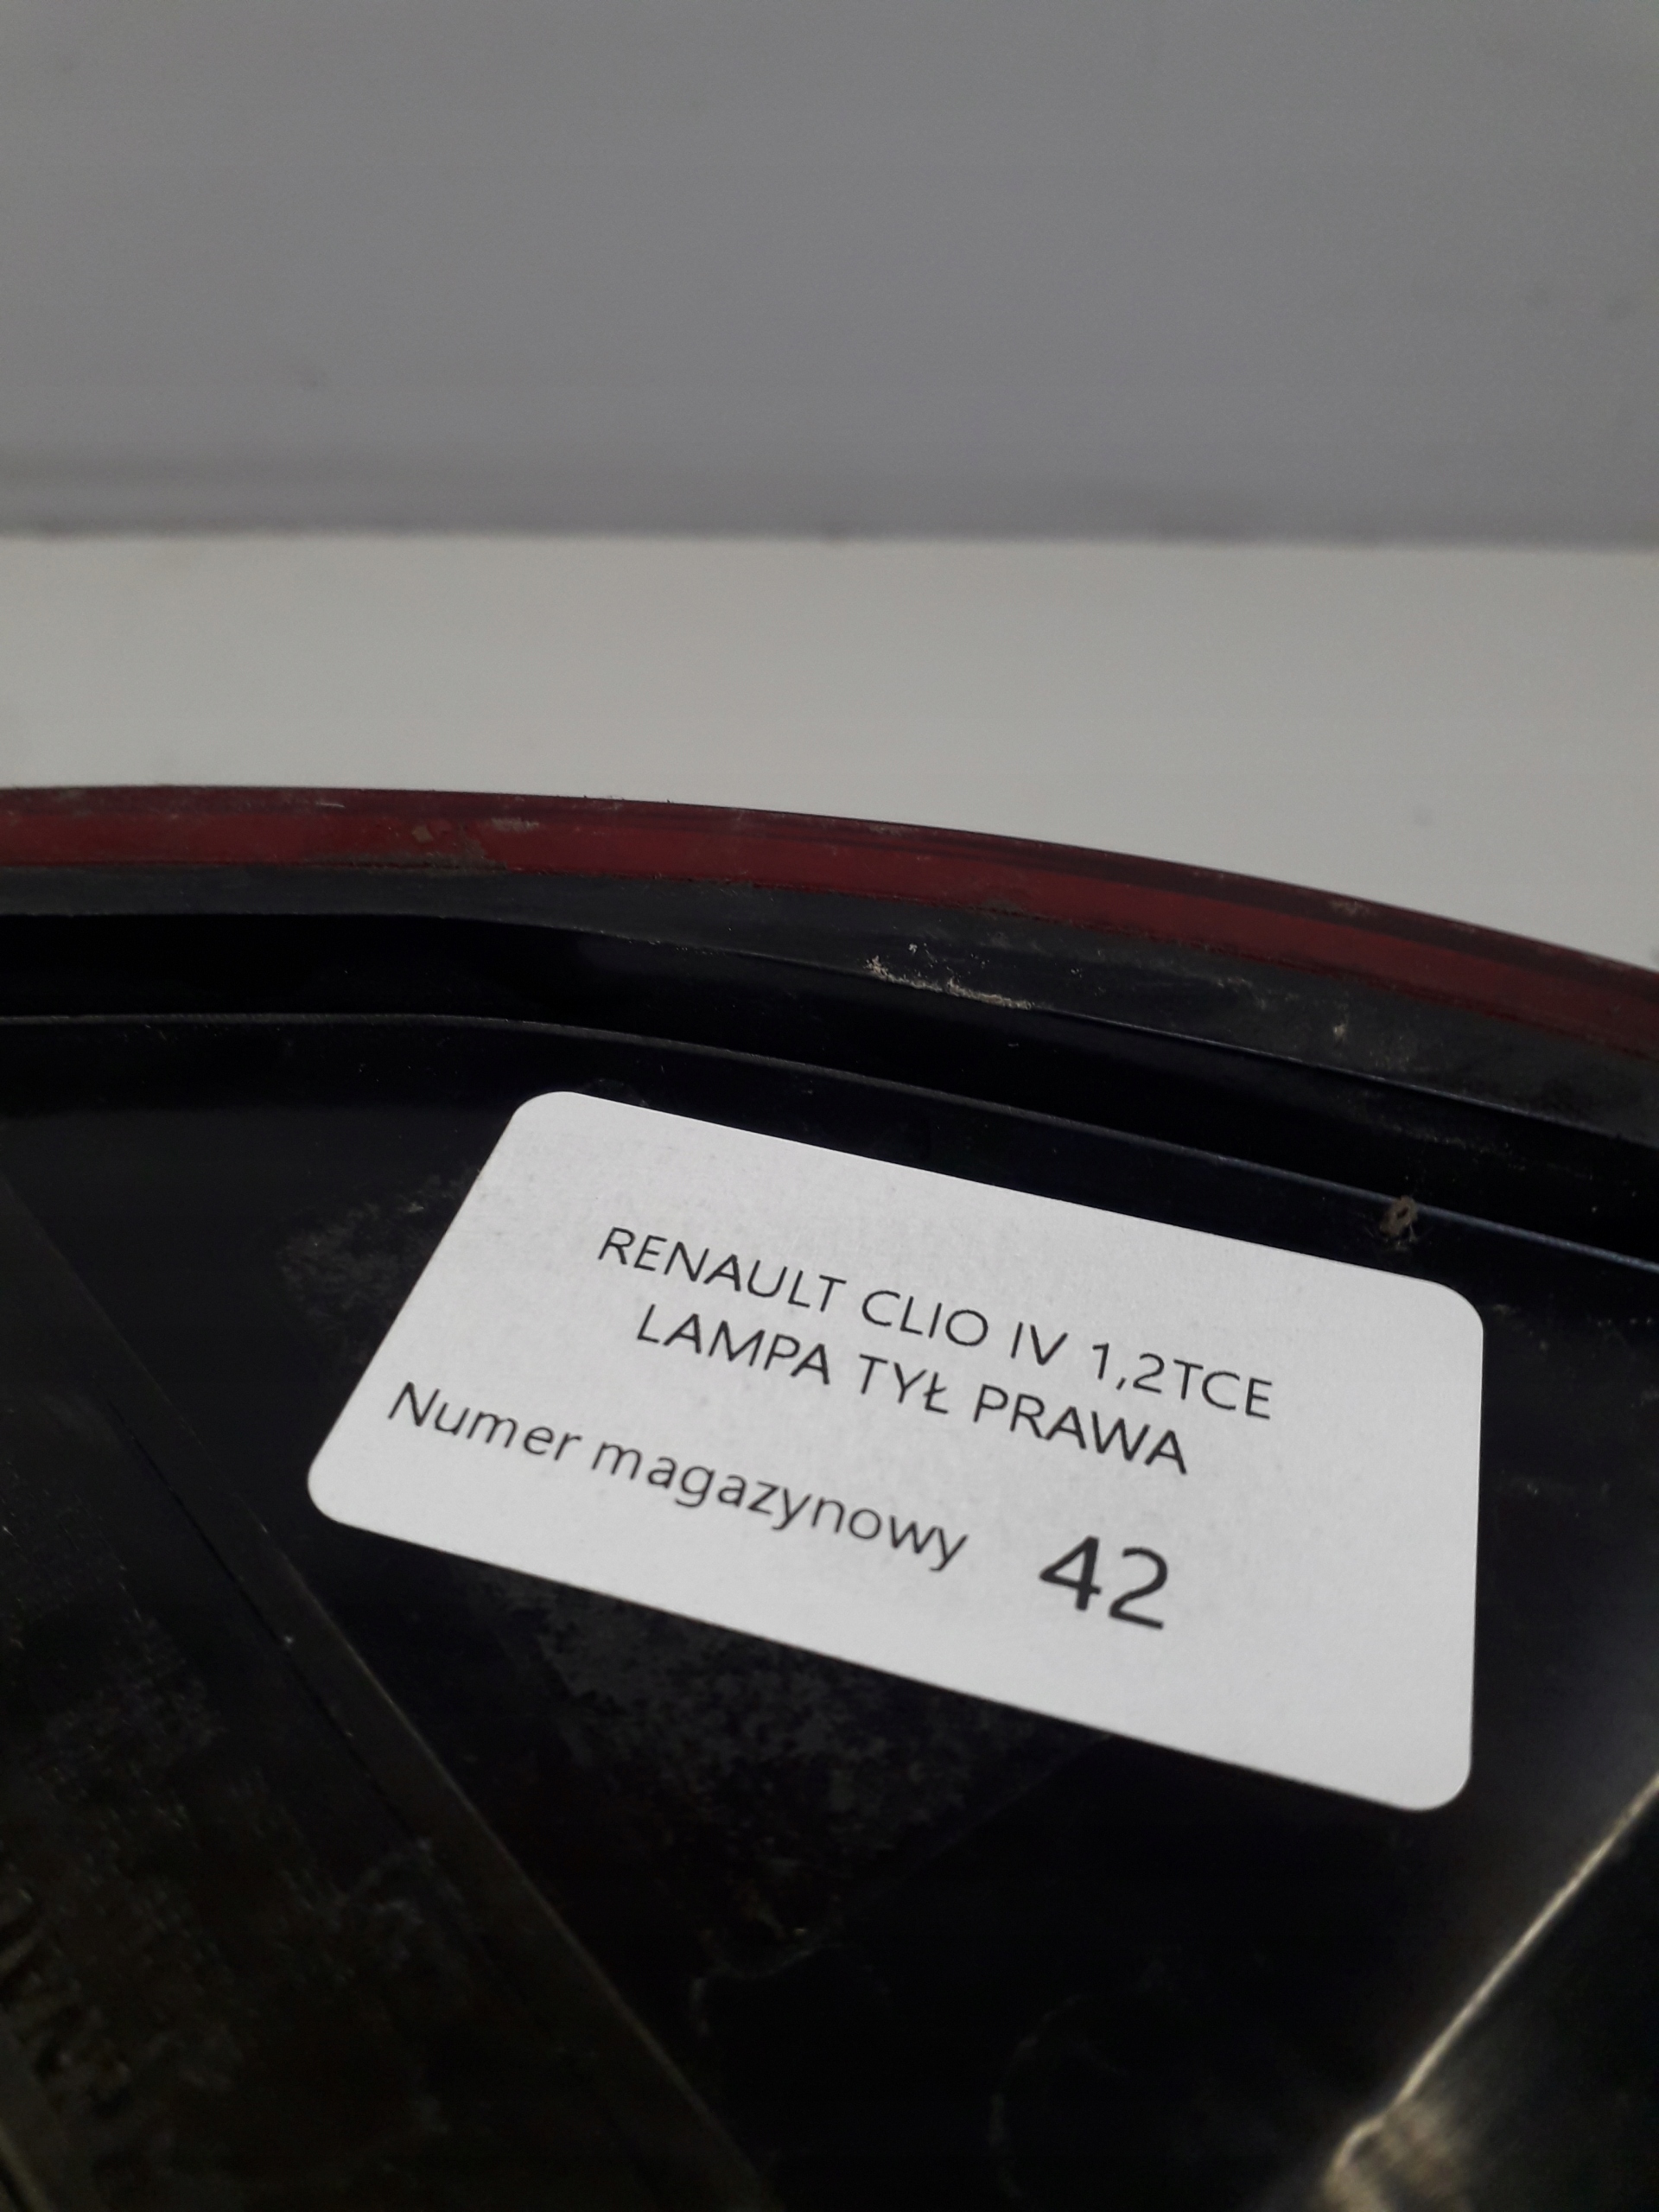 RENAULT CLIO IV 1,2TCE
LAMPA TYŁ PRAWA
Numer magazynowy 42